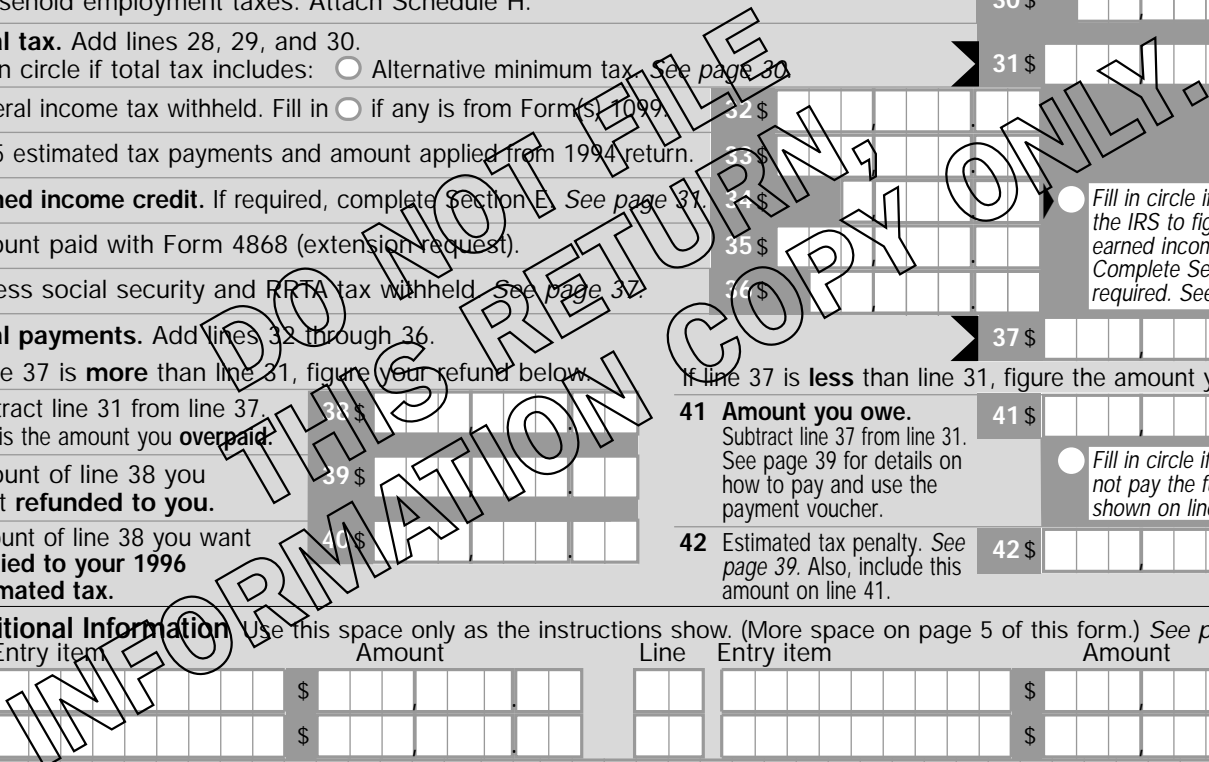 sehold employment taxes. Attach Schedule H.
30 $
al tax. Add lines 28, 29, and 30.
n circle if total tax includes: Alternative minimum tax. See page 30.
31 $
eral income tax withheld. Fill in if any is from Form(s) 1099.
32 $
5 estimated tax payments and amount applied from 1994 return.
33 $
ned income credit. If required, complete Section E. See page 31.
34 $
Fill in circle i
the IRS to fig
earned incon
Complete Se
required. See
ount paid with Form 4868 (extension request).
35 $
ess social security and RRTA tax withheld. See page 37.
36 $
al payments. Add lines 32 through 36.
37 $
e 37 is more than line 31, figure your refund below.
If line 37 is less than line 31, figure the amount y
tract line 31 from line 37.
is the amount you overpaid.
38 $
ount of line 38 you
t refunded to you.
39 $
ount of line 38 you want
ied to your 1996
mated tax.
40 $
41 Amount you owe.
Subtract line 37 from line 31.
See page 39 for details on
how to pay and use the
payment voucher.
41 $
Fill in circle if
not pay the f
shown on line
42 Estimated tax penalty. See
page 39. Also, include this
amount on line 41.
42 $
itional Information Use this space only as the instructions show. (More space on page 5 of this form.) See p
Entry item Amount Line Entry item Amount
$ $
$ $
DO NOT FILE
THIS RETURN,
INFORMATION COPY ONLY.